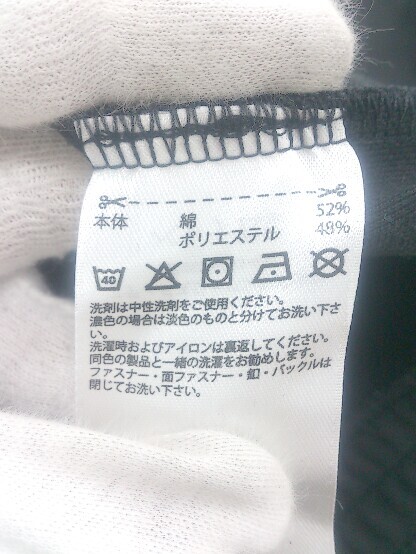 本体 綿 52%
ポリエステル 48%
40
洗剤は中性洗剤をご使用ください。
濃色の場合は淡色のものと分けてお洗い下さ
い。
洗濯時およびアイロンは裏返してください。
同色の製品と一緒の洗濯をお勧めします。
ファスナー・面ファスナー・釦・バックルは
閉じてお洗い下さい。